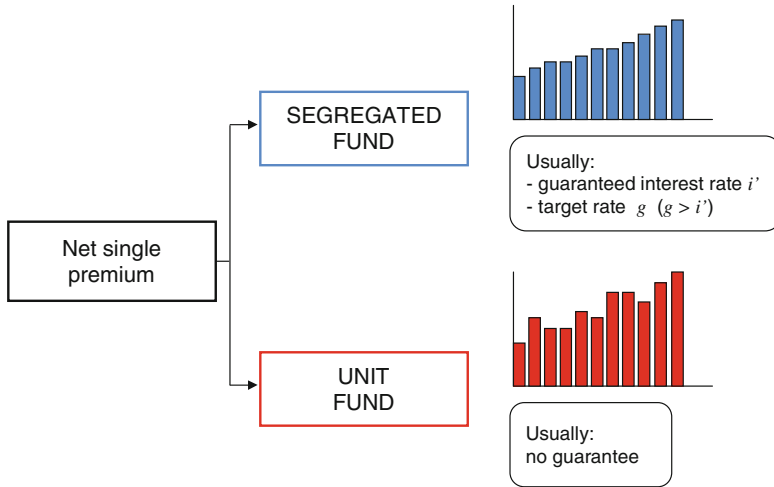 SEGREGATED
FUND
Usually:
- guaranteed interest rate i’
- target rate g (g > i’)
Net single
premium
UNIT
FUND
Usually:
no guarantee